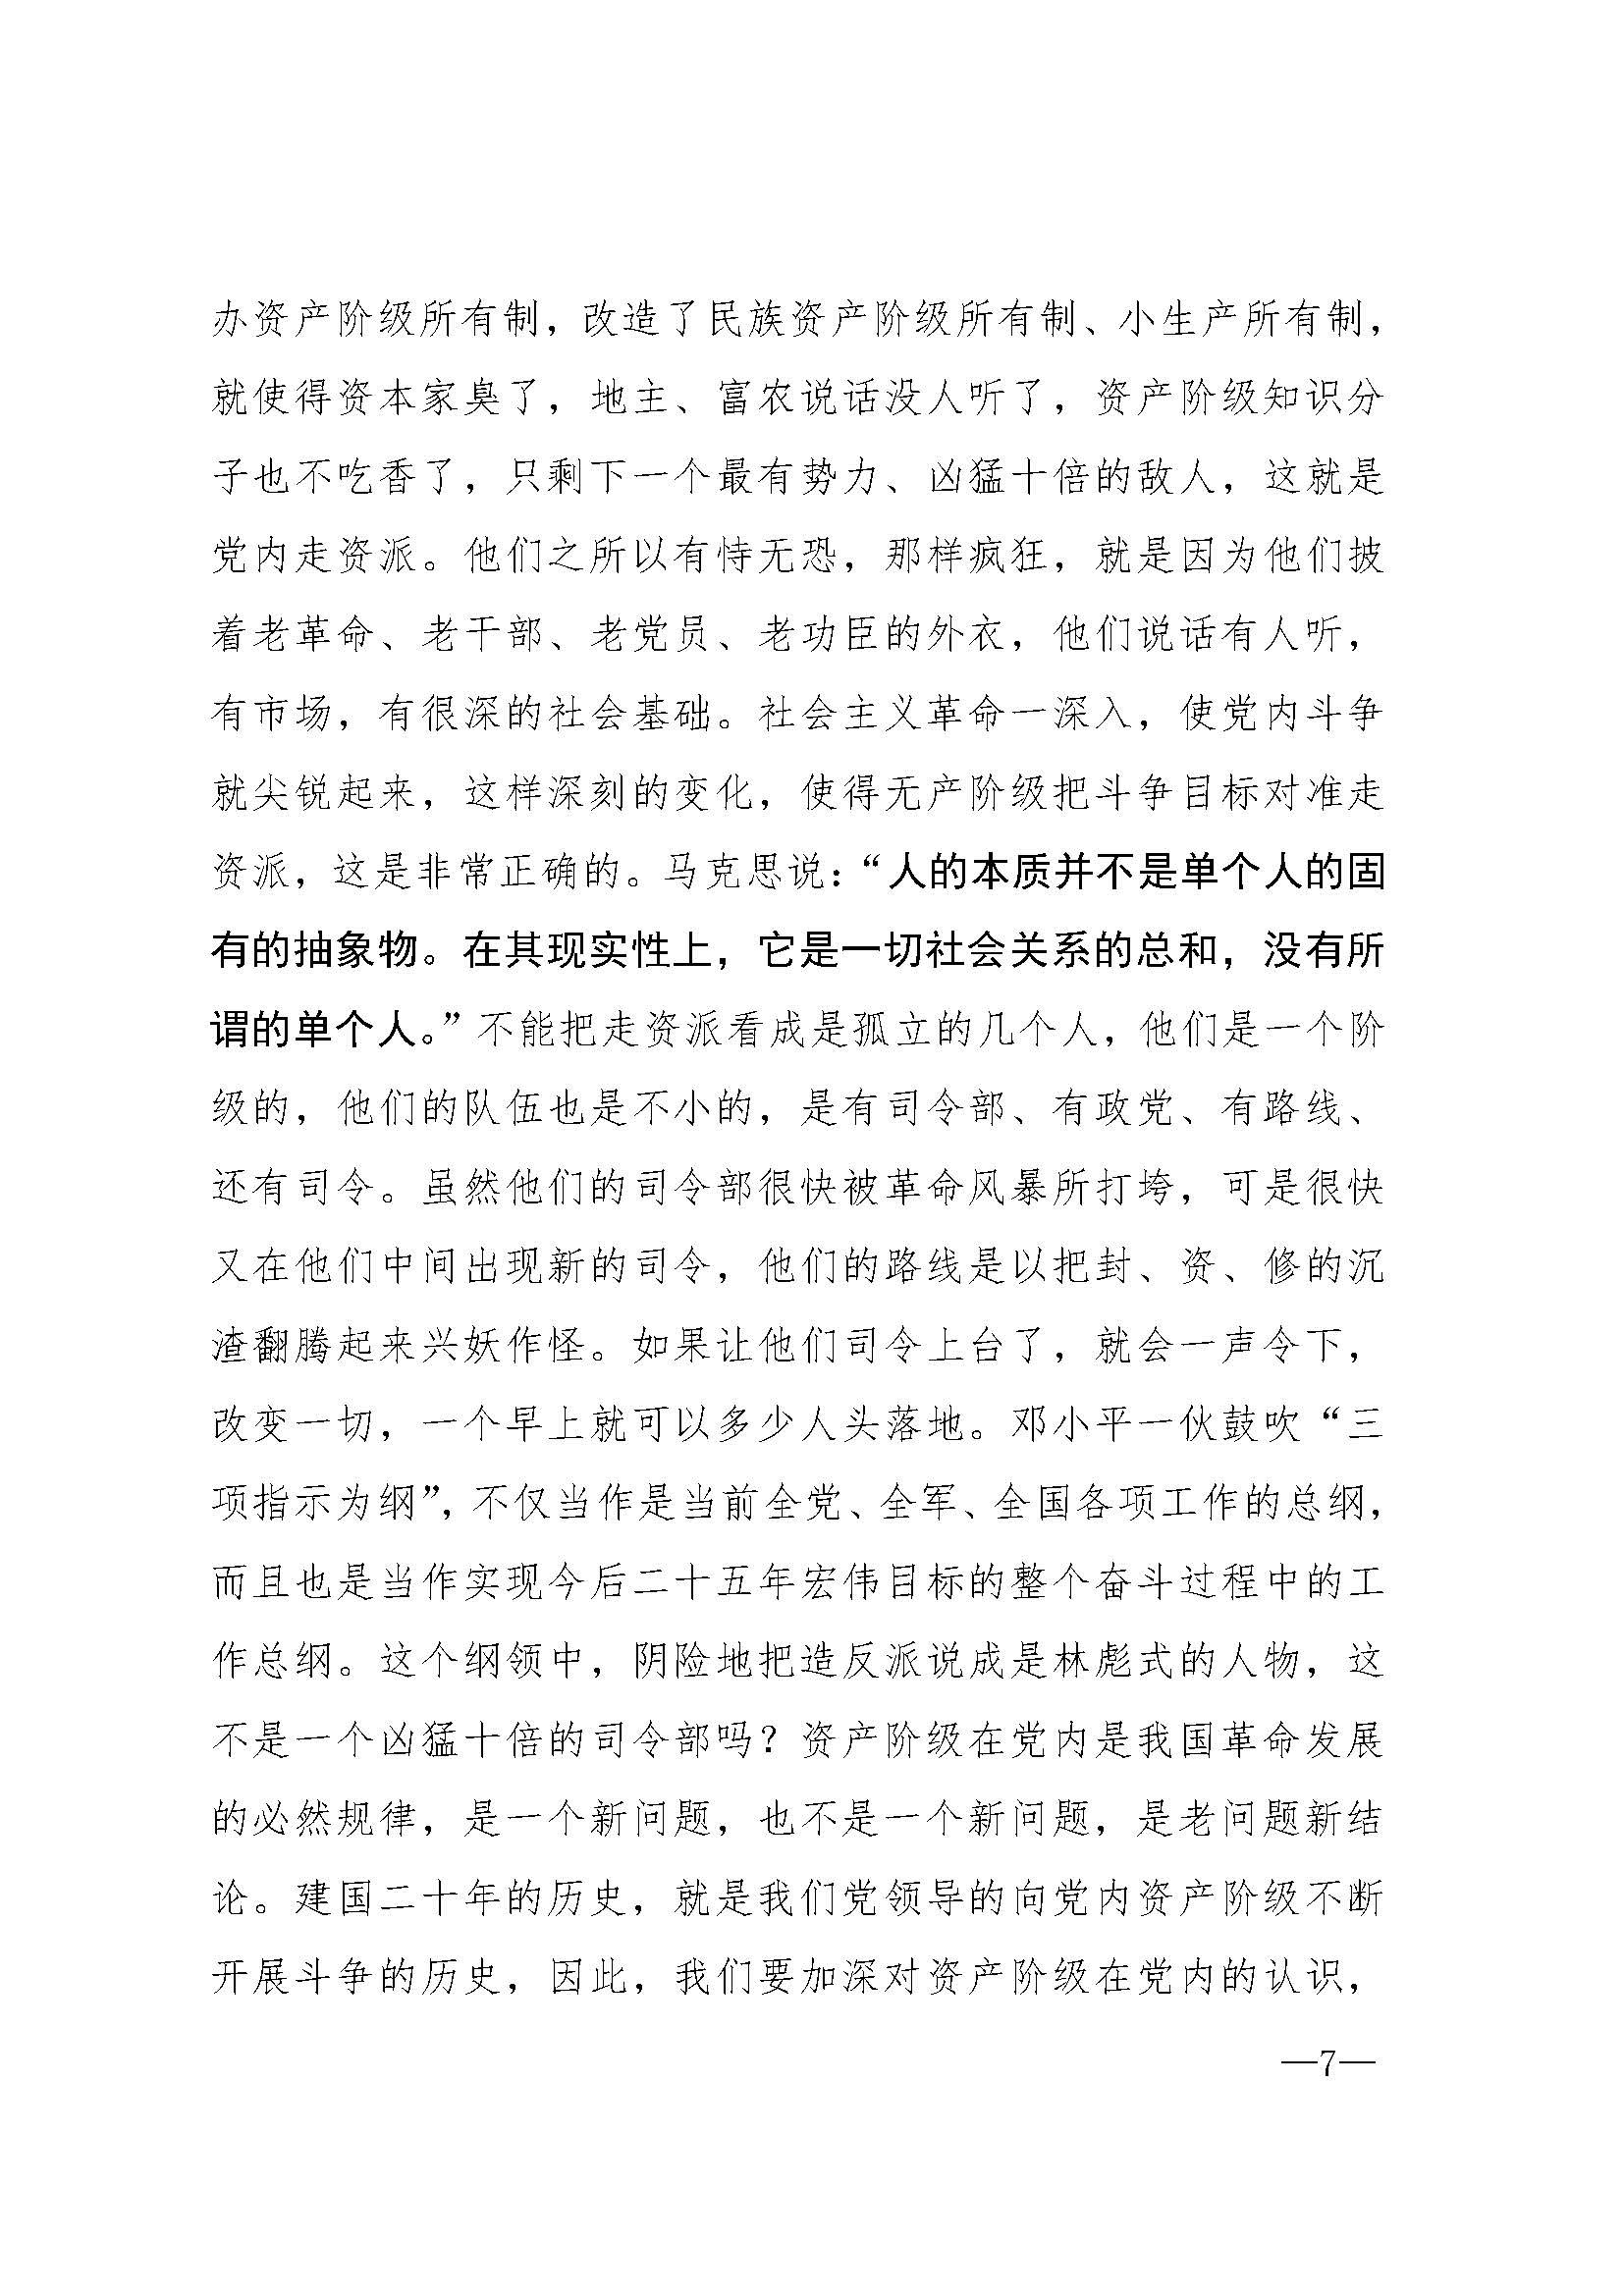 办资产阶级所有制，改造了民族资产阶级所有制、小生产所有制，
就使得资本家臭了，地主、富农说话没人听了，资产阶级知识分
子也不吃香了，只剩下一个最有势力、凶猛十倍的敌人，这就是
党内走资派。他们之所以有恃无恐，那样疯狂，就是因为他们披
着老革命、老干部、老党员、老功臣的外衣，他们说话有人听，
有市场，有很深的社会基础。社会主义革命一深入，使党内斗争
就尖锐起来，这样深刻的变化，使得无产阶级把斗争目标对准走
资派，这是非常正确的。马克思说：“人的本质并不是单个人的固
有的抽象物。在其现实性上，它是一切社会关系的总和，没有所
谓的单个人。”不能把走资派看成是孤立的几个人，他们是一个阶
级的，他们的队伍也是不小的，是有司令部、有政党、有路线、
还有司令。虽然他们的司令部很快被革命风暴所打垮，可是很快
又在他们中间出现新的司令，他们的路线是以把封、资、修的沉
渣翻腾起来兴妖作怪。如果让他们司令上台了，就会一声令下，
改变一切，一个早上就可以多少人头落地。邓小平一伙鼓吹“三
项指示为纲”，不仅当作是当前全党、全军、全国各项工作的总纲，
而且也是当作实现今后二十五年宏伟目标的整个奋斗过程中的工
作总纲。这个纲领中，阴险地把造反派说成是林彪式的人物，这
不是一个凶猛十倍的司令部吗？资产阶级在党内是我国革命发展
的必然规律，是一个新问题，也不是一个新问题，是老问题新结
论。建国二十年的历史，就是我们党领导的向党内资产阶级不断
开展斗争的历史，因此，我们要加深对资产阶级在党内的认识，
—7—